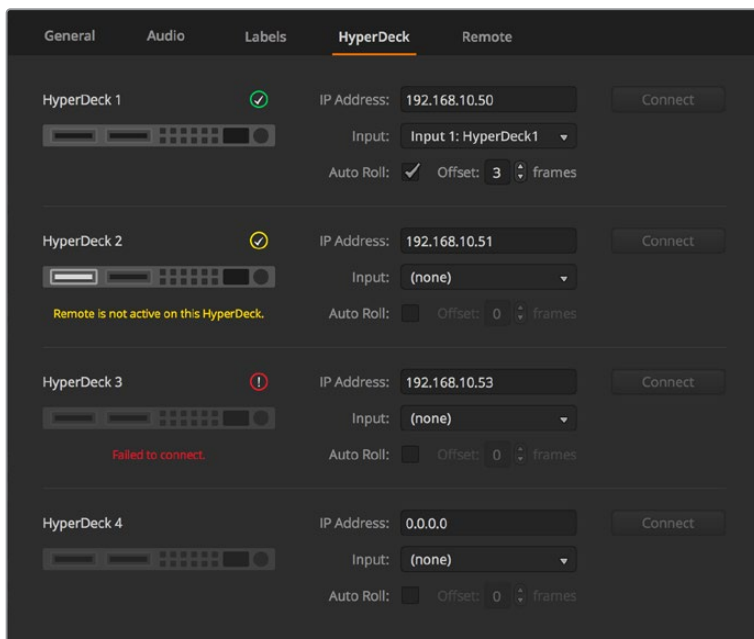 General Audio Labels HyperDeck Remote
HyperDeck 1 IP Address: 192.168.10.50 Connect
Input: Input 1: HyperDeck1
Auto Roll: Offset: 3 frames
HyperDeck 2 IP Address: 192.168.10.51 Connect
Input: (none)
Remote is not active on this HyperDeck. Auto Roll: Offset: 0 frames
HyperDeck 3 IP Address: 192.168.10.53 Connect
Input: (none)
Failed to connect. Auto Roll: Offset: 0 frames
HyperDeck 4 IP Address: 0.0.0.0 Connect
Input: (none)
Auto Roll: Offset: 0 frames